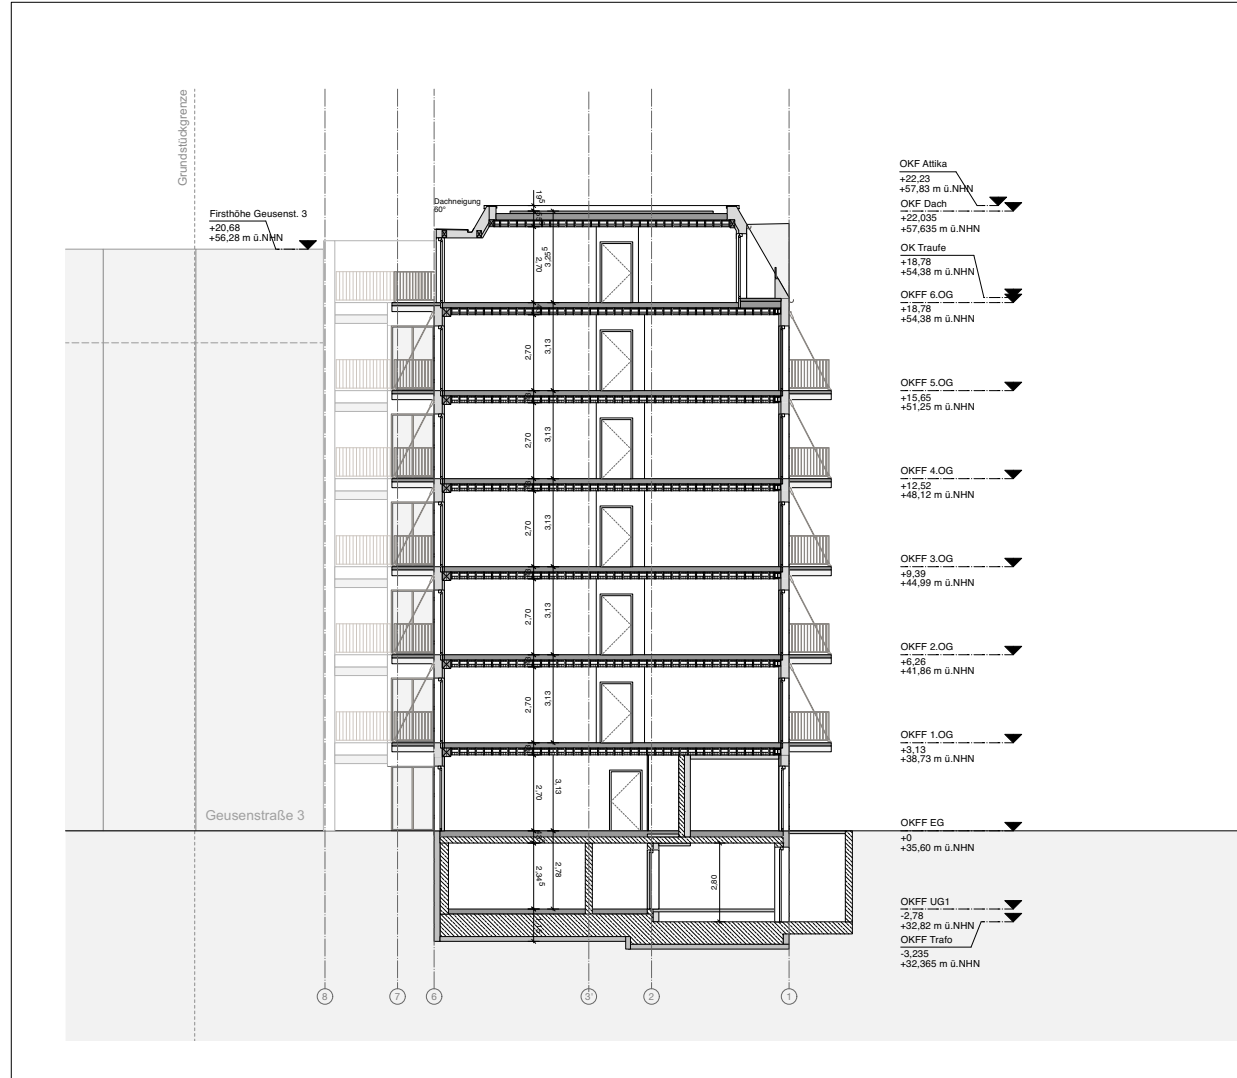 Grundstückgrenze
Firsthöhe Geusenst. 3
+20,68
+56,28 m ü.NHN
Dachneigung
60°
195
3,255
2,70
2,70
3,13
2,70
3,13
2,70
3,13
2,70
3,13
2,70
3,13
2,70
3,13
2,345
2,78
2,80
Geusenstraße 3
OKF Attika
+22,23
+57,83 m ü.NHN
OKF Dach
+22,035
+57,635 m ü.NHN
OK Traufe
+18,78
+54,38 m ü.NHN
OKFF 6.OG
+18,78
+54,38 m ü.NHN
OKFF 5.OG
+15,65
+51,25 m ü.NHN
OKFF 4.OG
+12,52
+48,12 m ü.NHN
OKFF 3.OG
+9,39
+44,99 m ü.NHN
OKFF 2.OG
+6,26
+41,86 m ü.NHN
OKFF 1.OG
+3,13
+38,73 m ü.NHN
OKFF EG
+0
+35,60 m ü.NHN
OKFF UG1
-2,78
+32,82 m ü.NHN
OKFF Trafo
-3,235
+32,365 m ü.NHN
8
7
6
3'
2
1